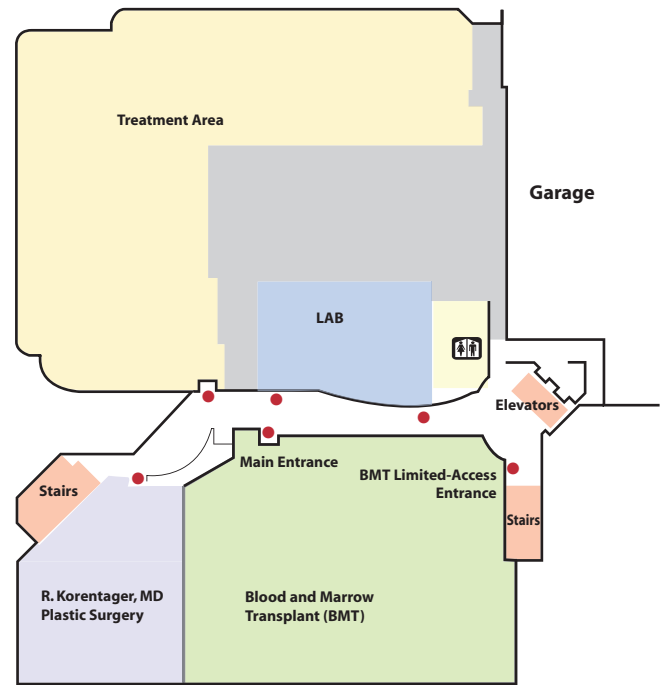 Treatment Area
Garage
LAB
Elevators
Main Entrance
BMT Limited-Access
Entrance
Stairs
Stairs
R. Korentager, MD
Plastic Surgery
Blood and Marrow
Transplant (BMT)